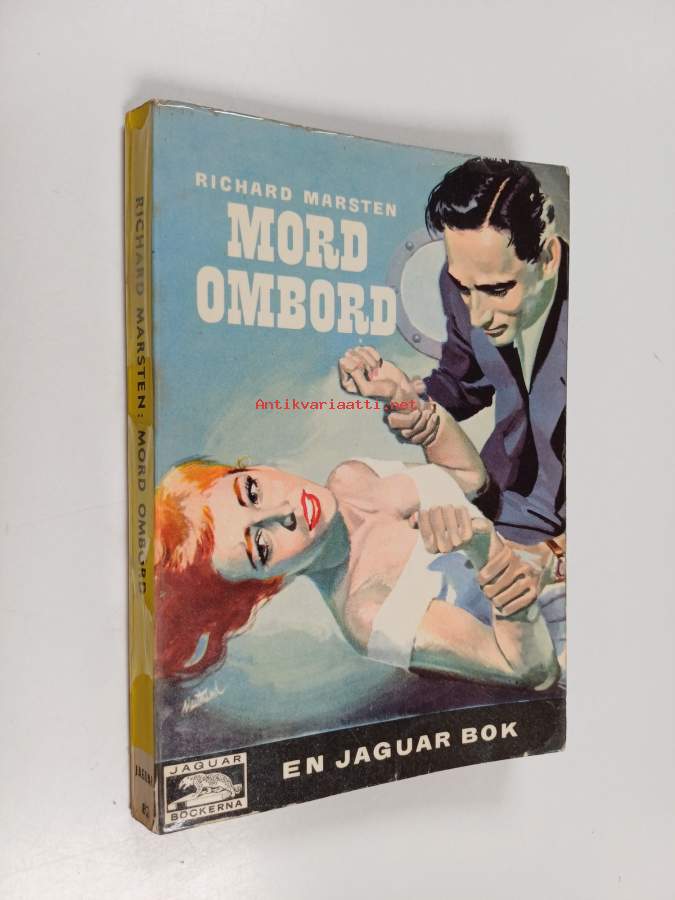 RICHARD MARSTEN
MORD
OMBORD
Antikvariaatti.net
EN JAGUAR BOK
JAGUAR
BÖCKERNA
RICHARD MARSTEN: MORD OMBORD